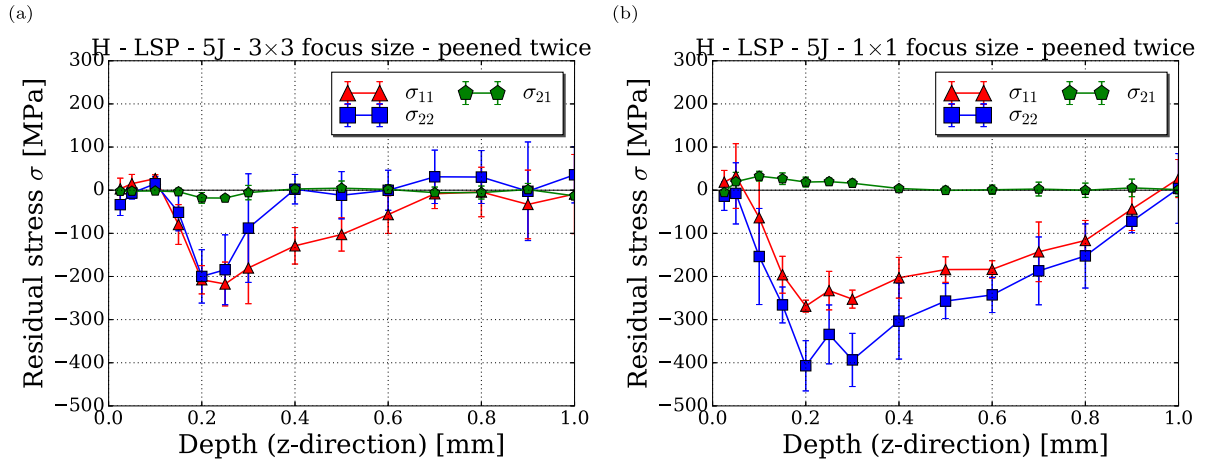 (a)
H - LSP - 5J - 3×3 focus size - peened twice
300
200
100
0
−100
−200
−300
−400
−500
0.0 0.2 0.4 0.6 0.8 1.0
Residual stress σ [MPa]
Depth (z-direction) [mm]
σ11 σ21
σ22
(b)
H - LSP - 5J - 1×1 focus size - peened twice
300
200
100
0
−100
−200
−300
−400
−500
0.0 0.2 0.4 0.6 0.8 1.0
Residual stress σ [MPa]
Depth (z-direction) [mm]
σ11 σ21
σ22